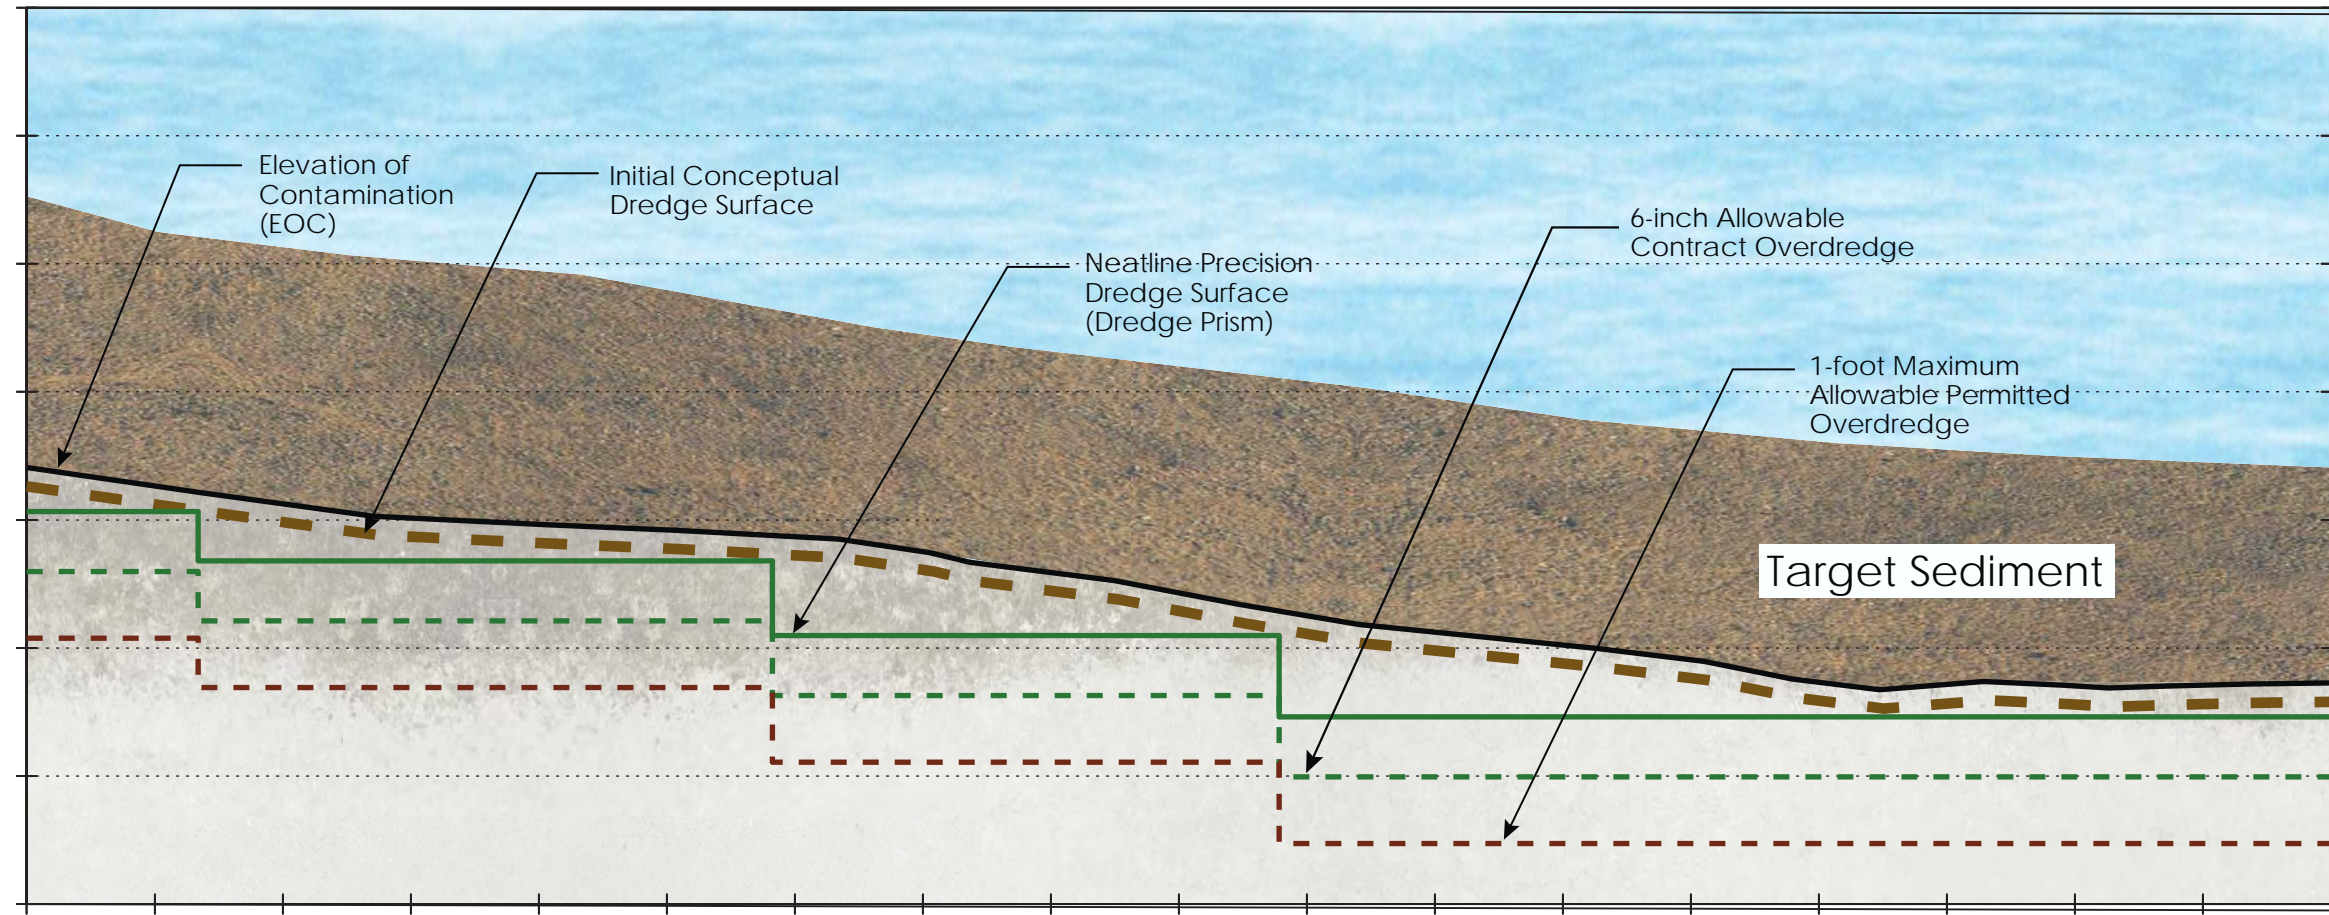 Elevation of
Contamination
(EOC)
Initial Conceptual
Dredge Surface
Neatline Precision
Dredge Surface
(Dredge Prism)
6-inch Allowable
Contract Overdredge
1-foot Maximum
Allowable Permitted
Overdredge
Target Sediment